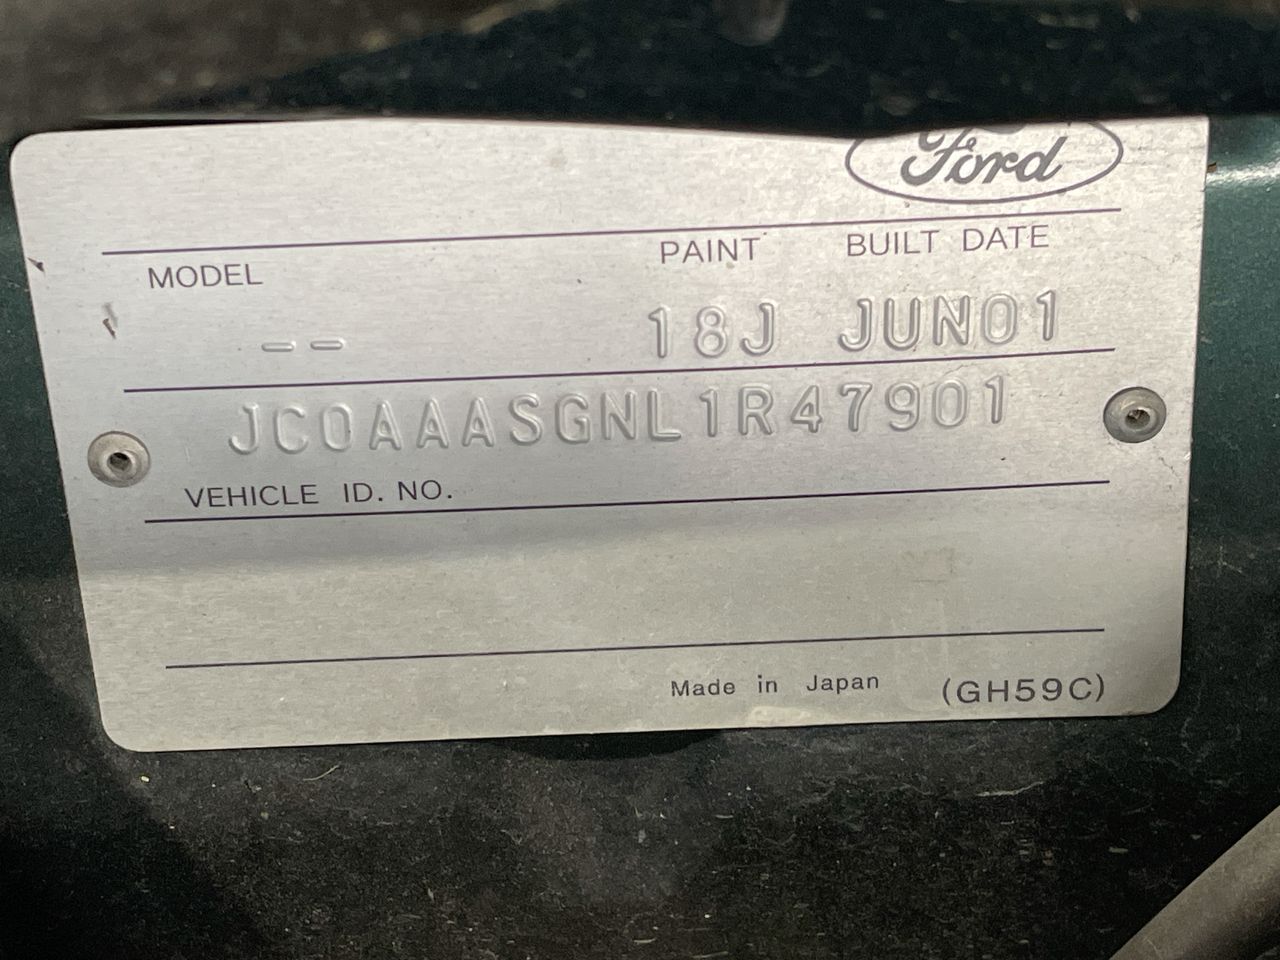 Ford
MODEL PAINT BUILT DATE
-- 18J JUN01
JC0AAASGNL1R47901
VEHICLE ID. NO.
Made in Japan (GH59C)